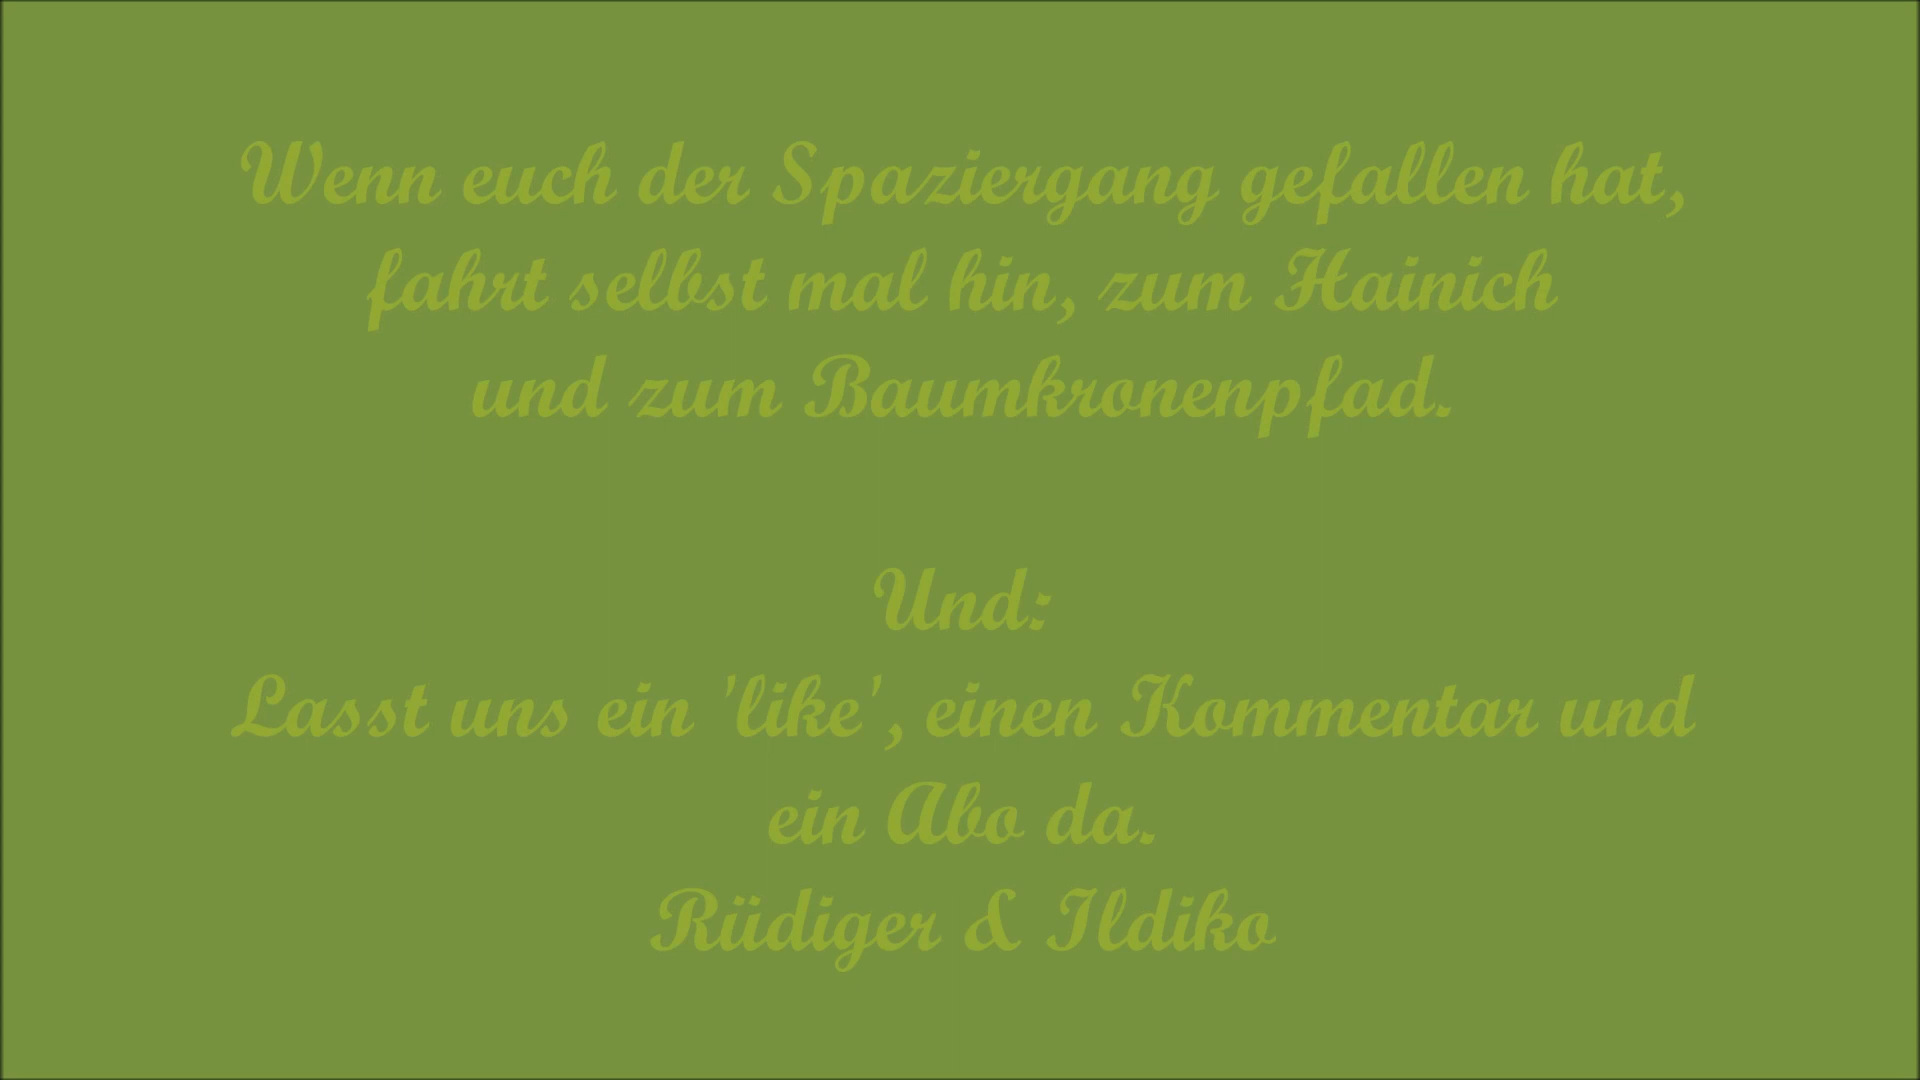 Wenn euch der Spaziergang gefallen hat,
fahrt selbst mal hin, zum Hainich
und zum Baumkronenpfad.
Und:
Lasst uns ein 'like', einen Kommentar und
ein Abo da.
Rüdiger & Ildiko